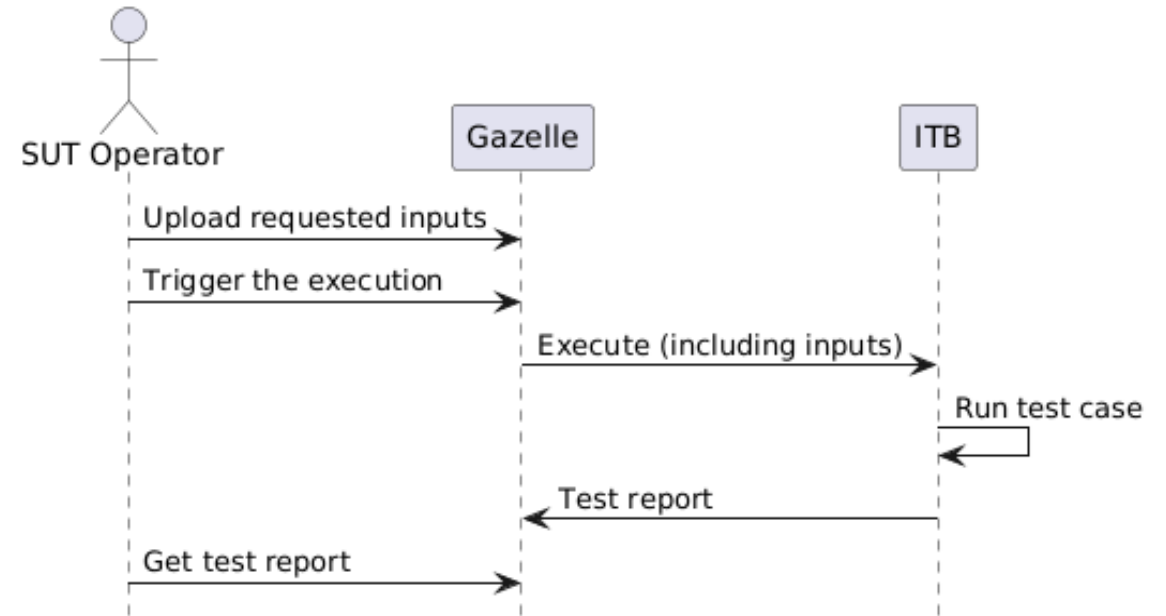 SUT Operator
Gazelle
ITB
Upload requested inputs
Trigger the execution
Execute (including inputs)
Run test case
Test report
Get test report